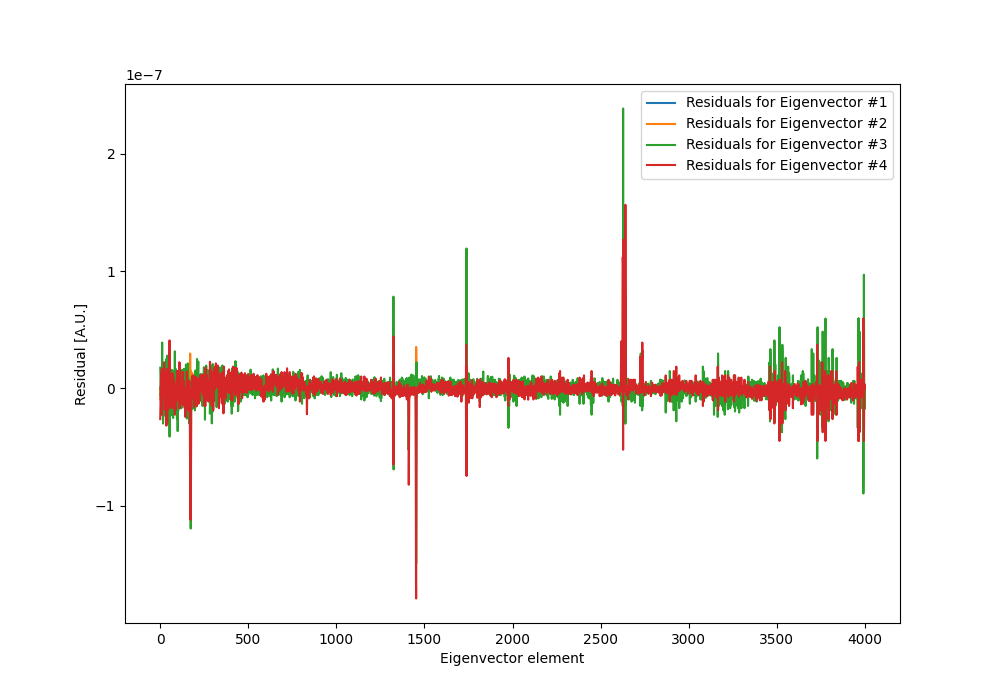 1e−7
Residuals for Eigenvector #1
Residuals for Eigenvector #2
Residuals for Eigenvector #3
Residuals for Eigenvector #4
2
1
0
−1
Residual [A.U.]
0 500 1000 1500 2000 2500 3000 3500 4000
Eigenvector element